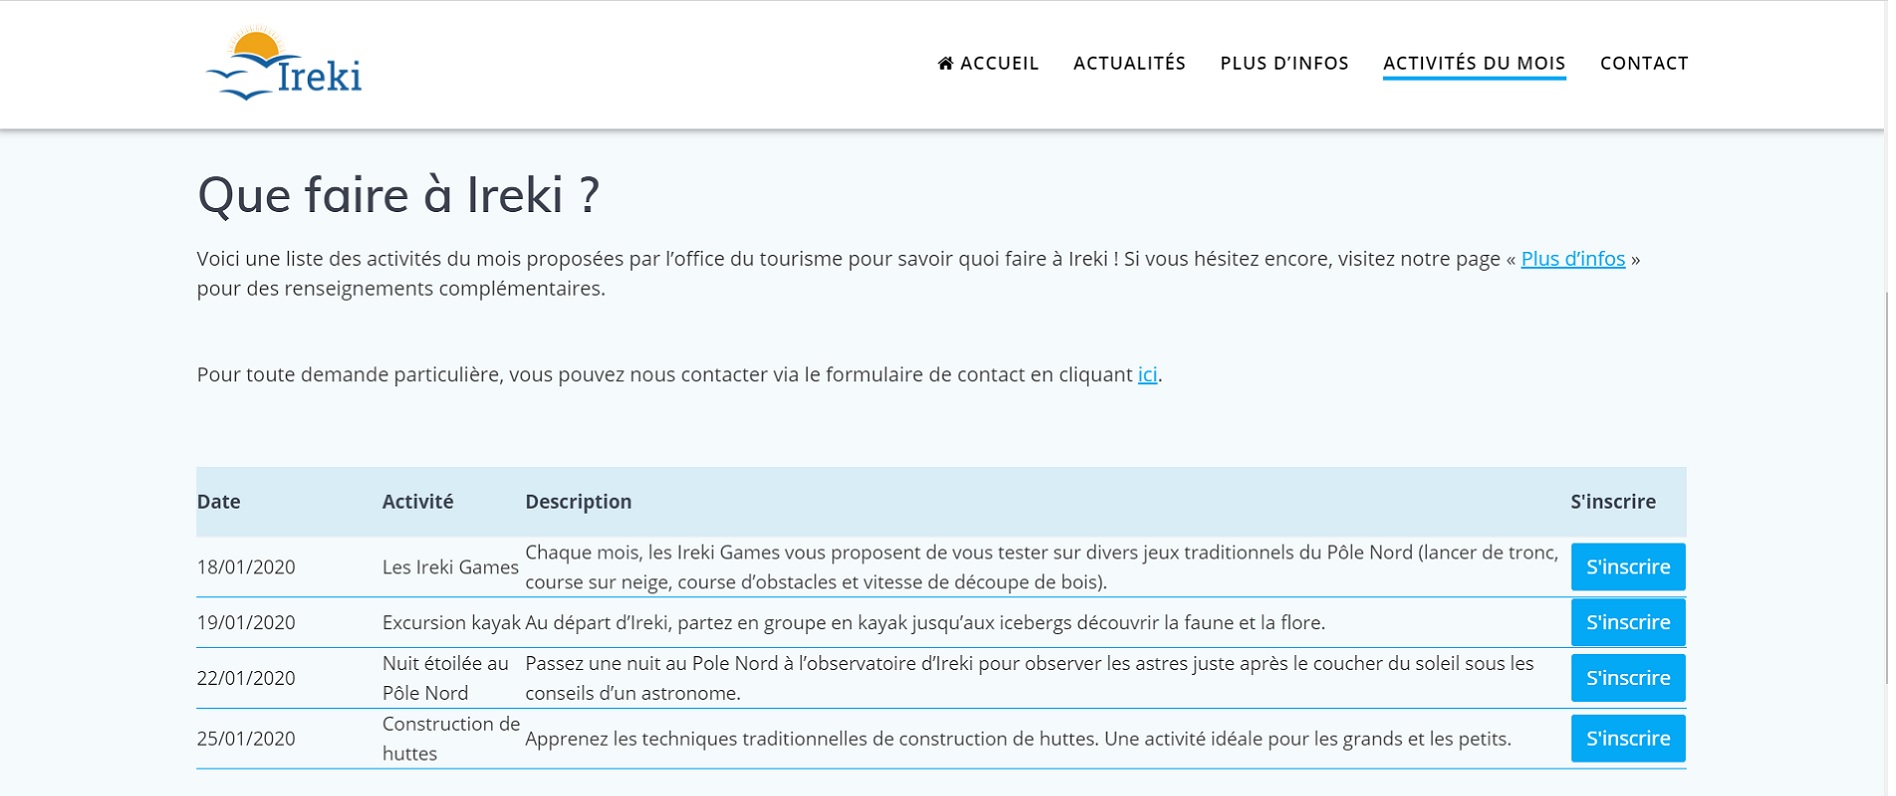 Ireki
ACCUEIL
ACTUALITÉS
PLUS D’INFOS
ACTIVITÉS DU MOIS
CONTACT
Que faire à Ireki ?
Voici une liste des activités du mois proposées par l’office du tourisme pour savoir quoi faire à Ireki ! Si vous hésitez encore, visitez notre page « Plus d’infos »
pour des renseignements complémentaires.
Pour toute demande particulière, vous pouvez nous contacter via le formulaire de contact en cliquant ici.
Date Activité Description S'inscrire
18/01/2020
Les Ireki Games
Chaque mois, les Ireki Games vous proposent de vous tester sur divers jeux traditionnels du Pôle Nord (lancer de tronc,
course sur neige, course d’obstacles et vitesse de découpe de bois).
S'inscrire
19/01/2020
Excursion kayak
Au départ d’Ireki, partez en groupe en kayak jusqu’aux icebergs découvrir la faune et la flore.
S'inscrire
22/01/2020
Nuit étoilée au
Pôle Nord
Passez une nuit au Pole Nord à l’observatoire d’Ireki pour observer les astres juste après le coucher du soleil sous les
conseils d’un astronome.
S'inscrire
25/01/2020
Construction de
huttes
Apprenez les techniques traditionnelles de construction de huttes. Une activité idéale pour les grands et les petits.
S'inscrire